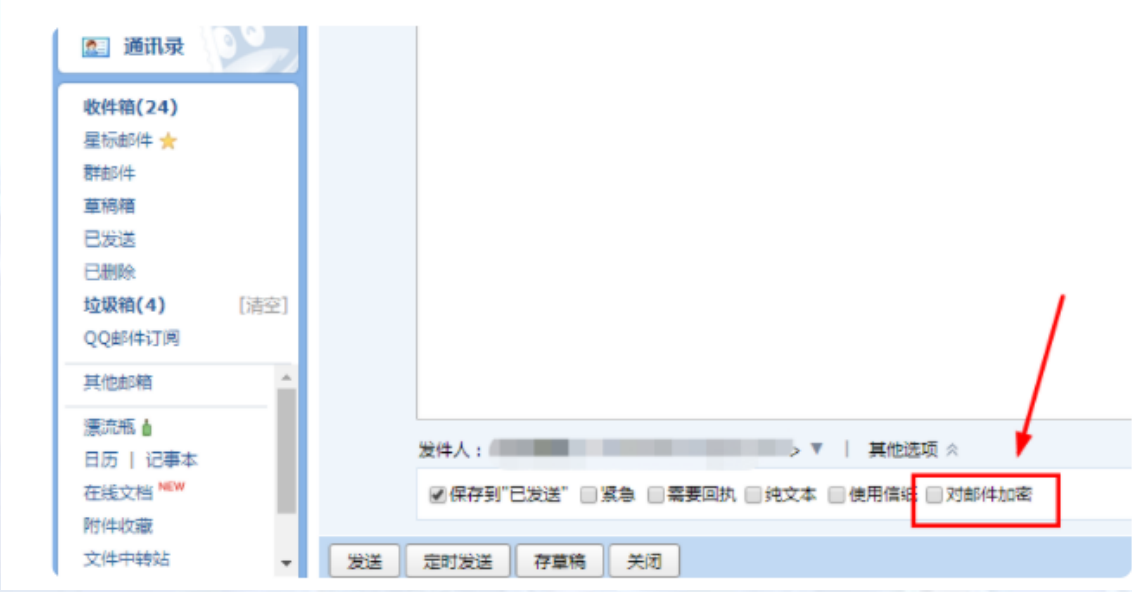 通讯录
收件箱(24)
星标邮件
群邮件
草稿箱
已发送
已删除
垃圾箱(4) [清空]
QQ邮件订阅
其他邮箱
漂流瓶
日历 | 记事本
在线文档 NEW
附件收藏
文件中转站
发件人： > ▼ | 其他选项
保存到"已发送" 紧急 需要回执 纯文本 使用信纸 对邮件加密
发送 定时发送 存草稿 关闭